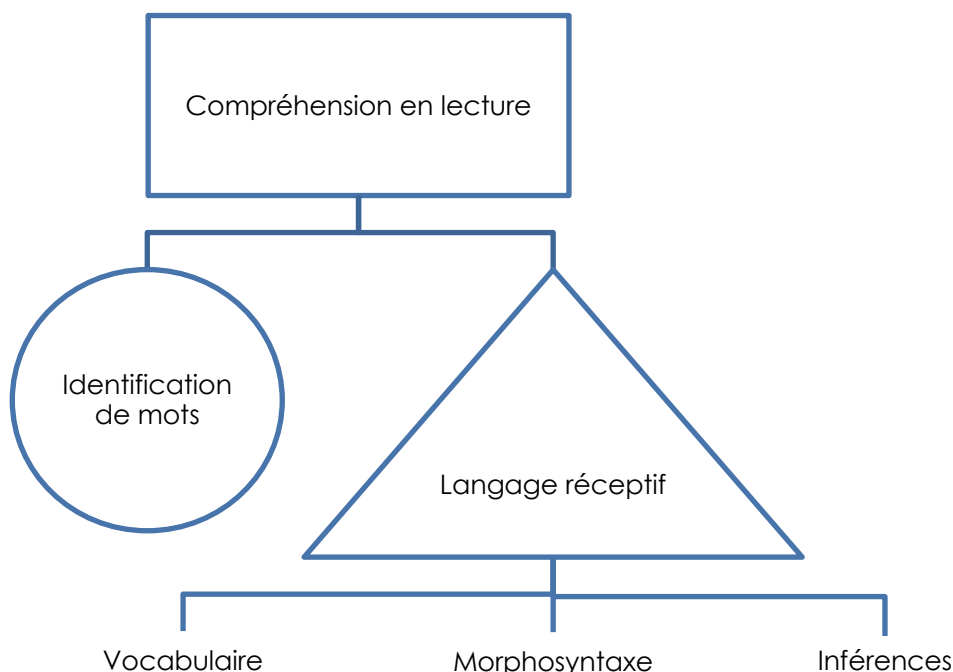 Compréhension en lecture
Identification
de mots
Langage réceptif
Vocabulaire
Morphosyntaxe
Inférences